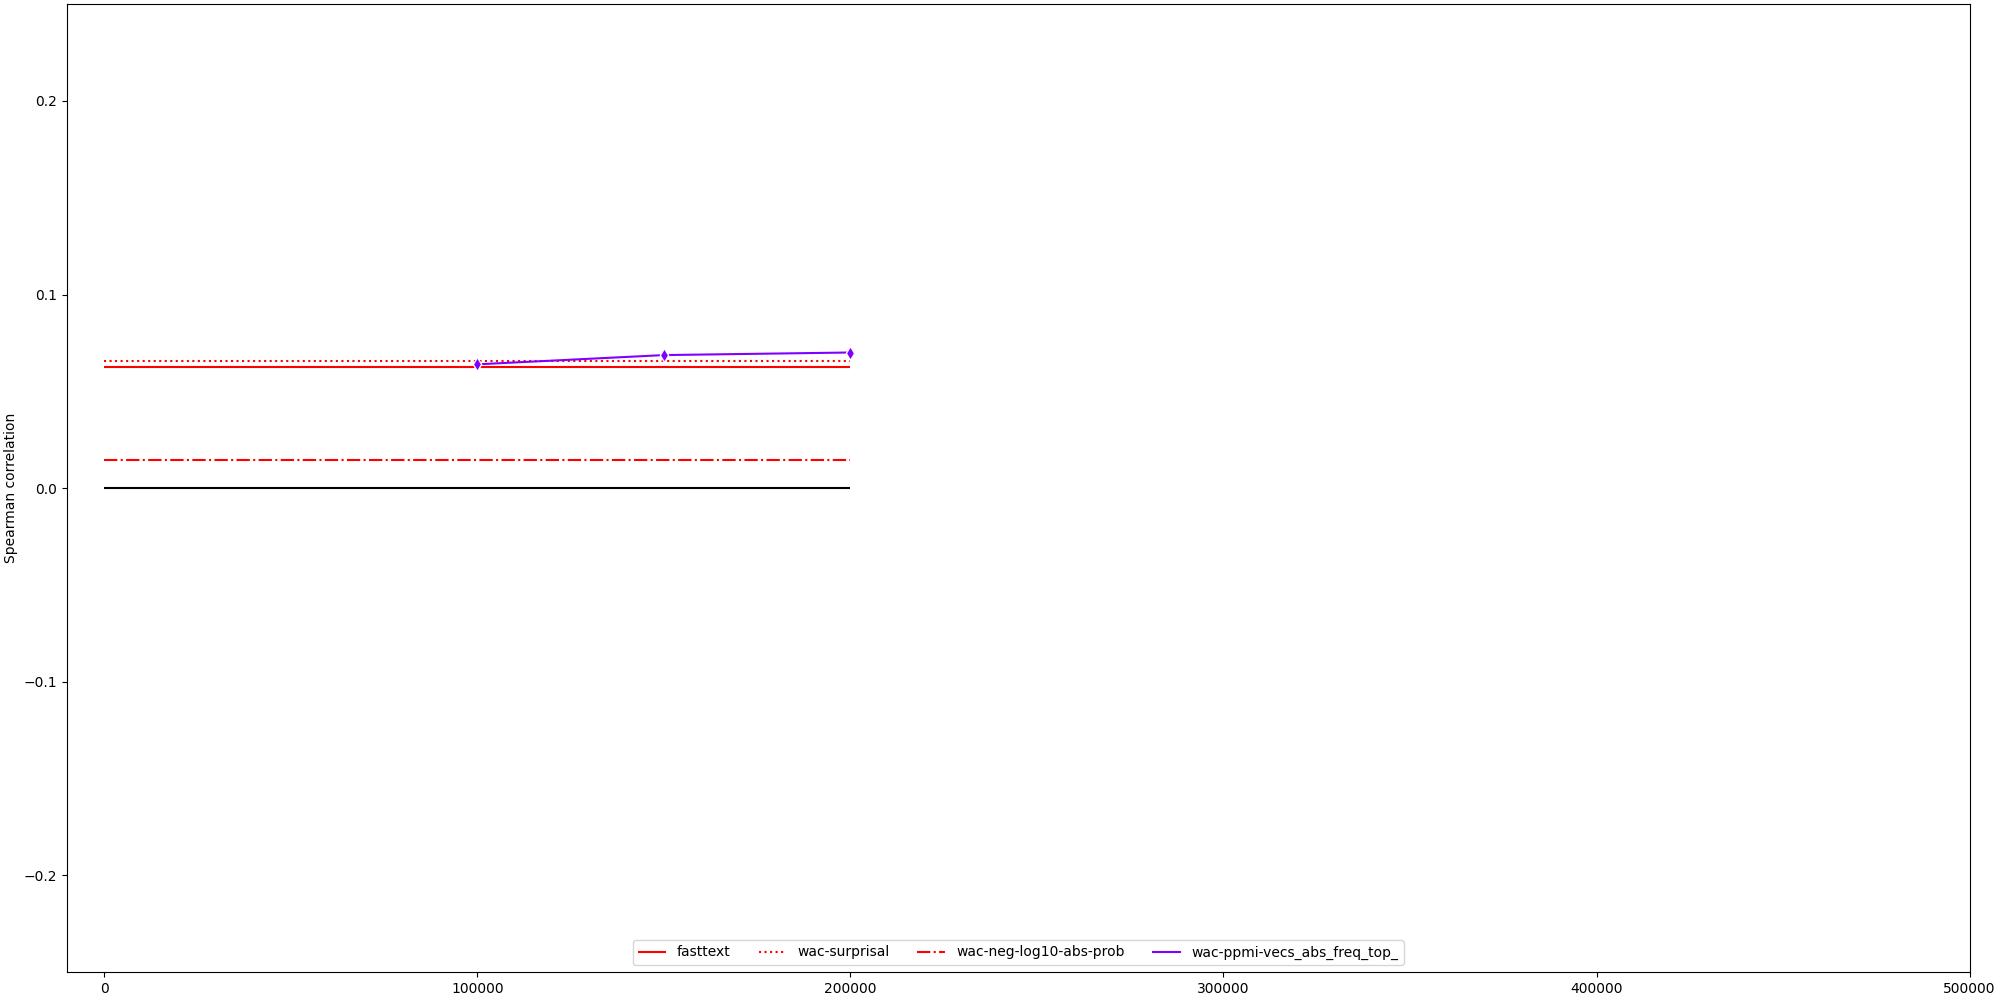 0.2
0.1
0.0
−0.1
−0.2
Spearman correlation
fasttext wac-surprisal wac-neg-log10-abs-prob wac-ppmi-vecs_abs_freq_top_
0 100000 200000 300000 400000 500000